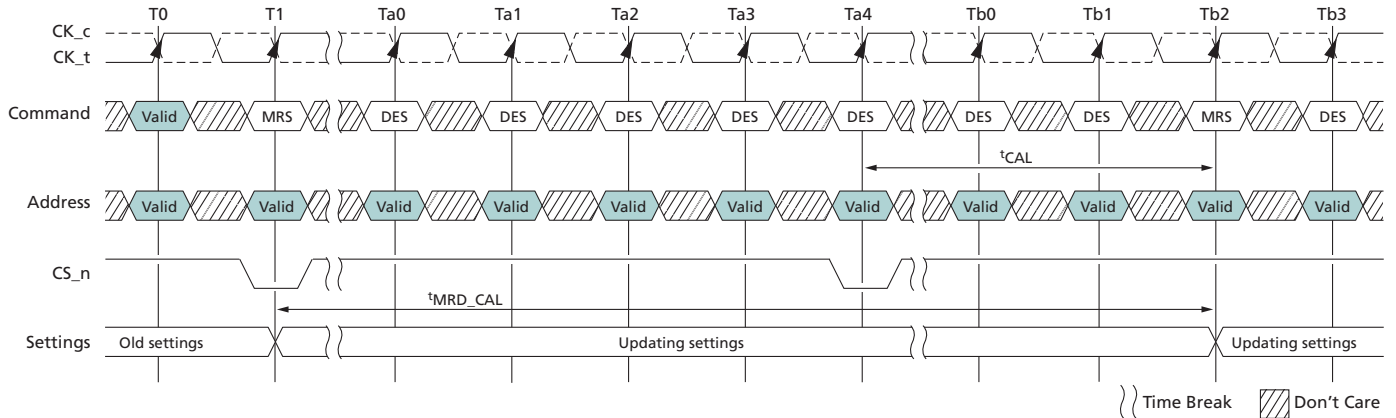 T0 T1 Ta0 Ta1 Ta2 Ta3 Ta4 Tb0 Tb1 Tb2 Tb3
CK_c
CK_t
Command Valid MRS DES DES DES DES DES DES DES MRS DES
tCAL
Address Valid Valid Valid Valid Valid Valid Valid Valid Valid Valid Valid
CS_n
tMRD_CAL
Settings Old settings Updating settings Updating settings
Time Break Don't Care